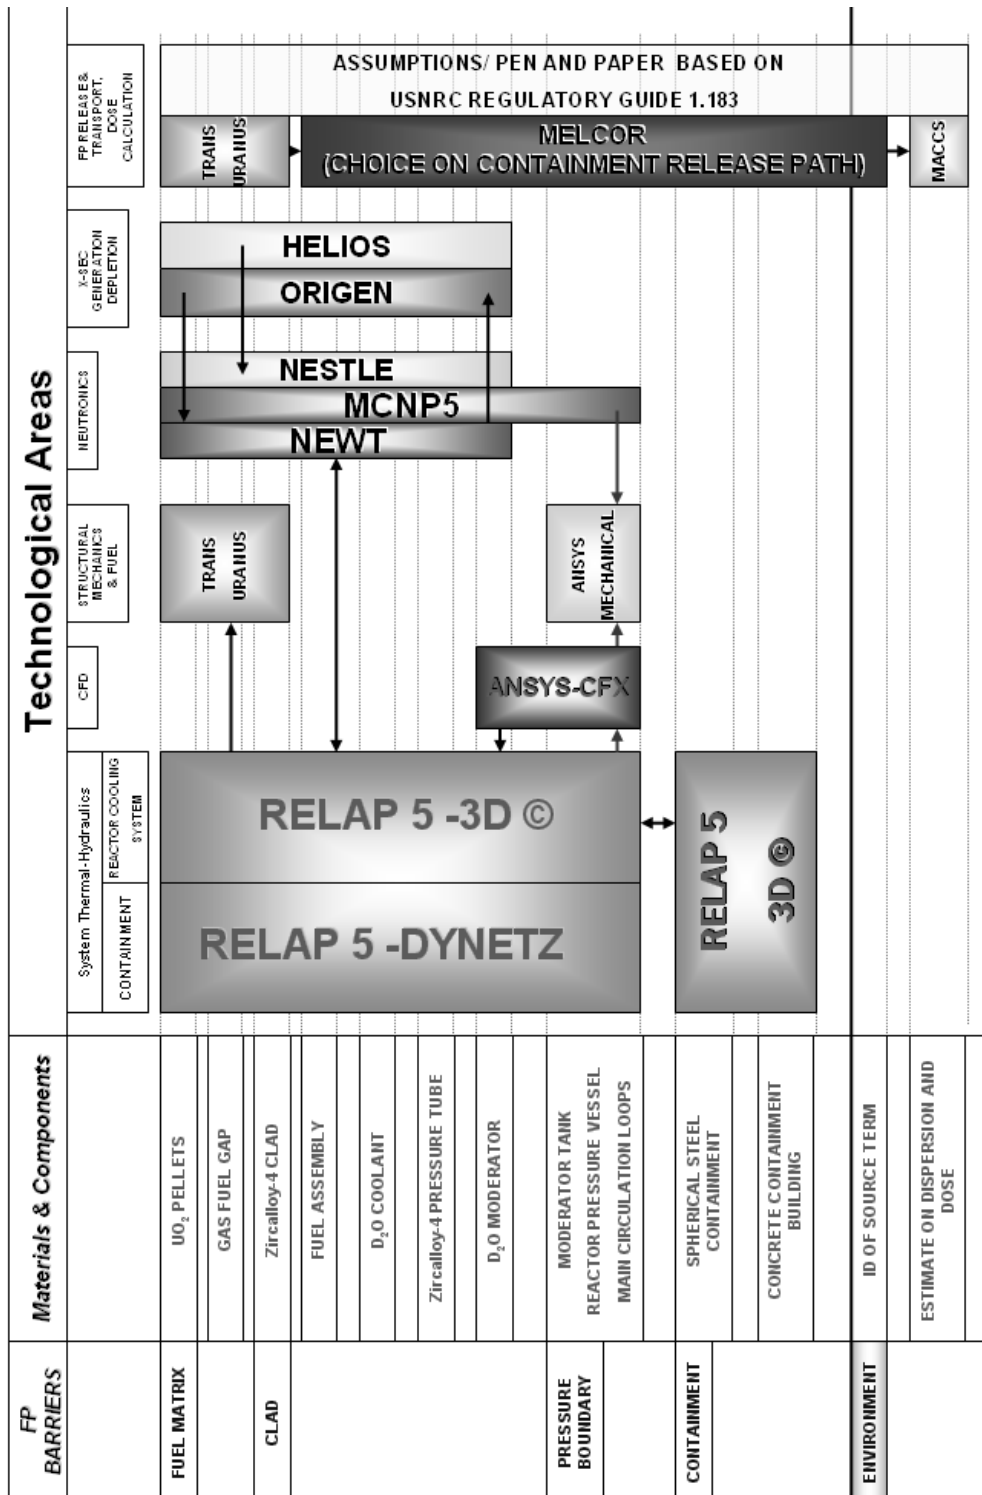 ASSUMPTIONS/ PEN AND PAPER BASED ON
USNRC REGULATORY GUIDE 1.183
FP RELEASE &
TRANSPORT,
DOSE
CALCULATION
TRANS
URANUS
MELCOR
(CHOICE ON CONTAINMENT RELEASE PATH)
MACCS
X-SEC
GENERATION
DEPLETION
HELIOS
ORIGEN
Technological Areas
NEUTRONICS
NESTLE
MCNP5
NEWT
STRUCTURAL
MECHANICS
& FUEL
TRANS
URANUS
ANSYS
MECHANICAL
CFD
ANSYS-CFX
System Thermal-Hydraulics
REACTOR COOLING
SYSTEM
CONTAINMENT
RELAP 5 -3D ©
RELAP 5 -DYNETZ
RELAP 5
3D ©
Materials & Components
UO₂ PELLETS
GAS FUEL GAP
Zircalloy-4 CLAD
FUEL ASSEMBLY
D₂O COOLANT
Zircalloy-4 PRESSURE TUBE
D₂O MODERATOR
MODERATOR TANK
REACTOR PRESSURE VESSEL
MAIN CIRCULATION LOOPS
SPHERICAL STEEL
CONTAINMENT
CONCRETE CONTAINMENT
BUILDING
ID OF SOURCE TERM
ESTIMATE ON DISPERSION AND
DOSE
FP
BARRIERS
FUEL MATRIX
CLAD
PRESSURE
BOUNDARY
CONTAINMENT
ENVIRONMENT